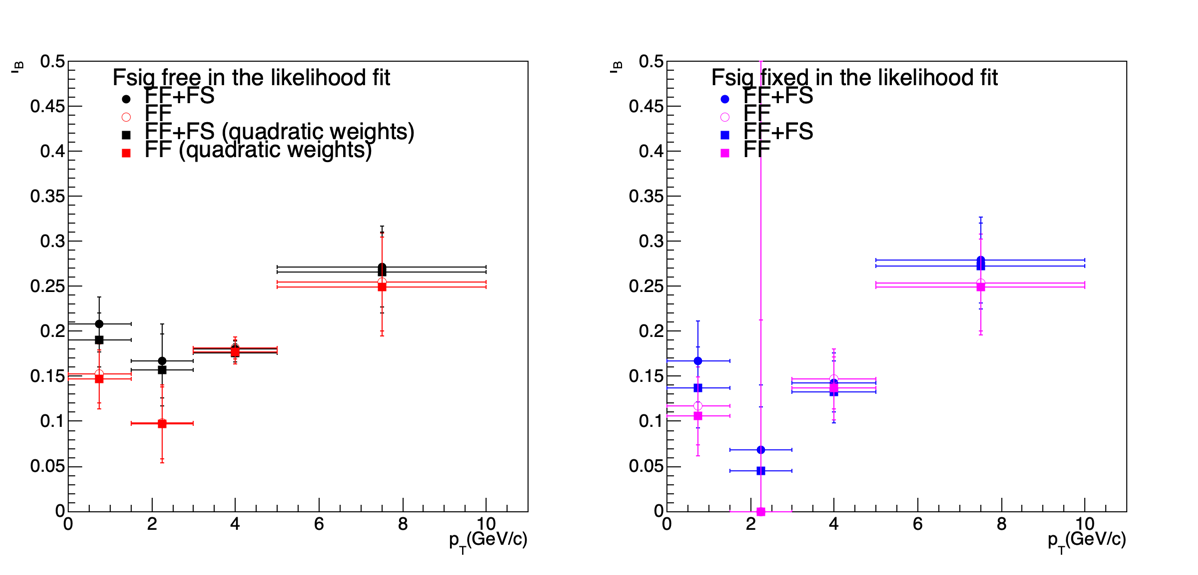 0.5
Fsig free in the likelihood fit
FF+FS
FF
FF+FS (quadratic weights)
FF (quadratic weights)
0.45
0.4
0.35
0.3
0.25
0.2
0.15
0.1
0.05
0
0 2 4 6 8 10
pT(GeV/c)
0.5
Fsig fixed in the likelihood fit
FF+FS
FF
FF+FS
FF
0.45
0.4
0.35
0.3
0.25
0.2
0.15
0.1
0.05
0
0 2 4 6 8 10
pT(GeV/c)